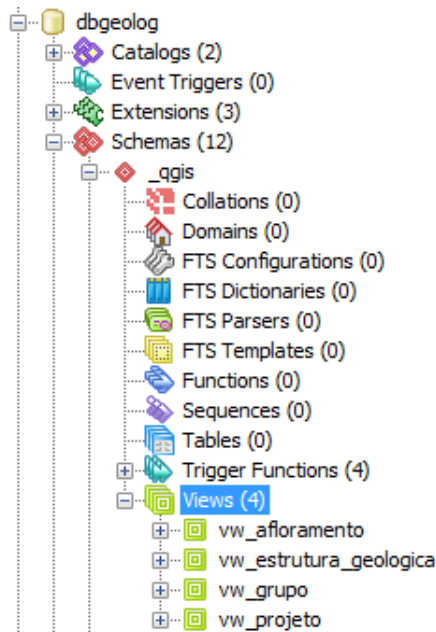 dbgeolog
Catalogs (2)
Event Triggers (0)
Extensions (3)
Schemas (12)
_qgis
Collations (0)
Domains (0)
FTS Configurations (0)
FTS Dictionaries (0)
FTS Parsers (0)
FTS Templates (0)
Functions (0)
Sequences (0)
Tables (0)
Trigger Functions (4)
Views (4)
vw_afloramento
vw_estrutura_geologica
vw_grupo
vw_projeto